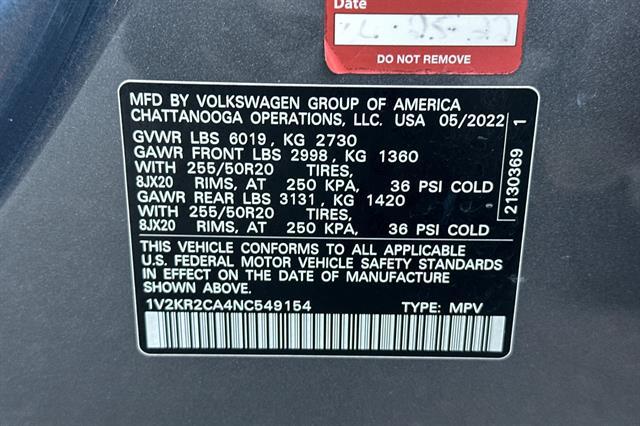 Date
DO NOT REMOVE
MFD BY VOLKSWAGEN GROUP OF AMERICA
CHATTANOOGA OPERATIONS, LLC. USA 05/2022
GVWR LBS 6019, KG 2730
GAWR FRONT LBS 2998, KG 1360
WITH 255/50R20 TIRES,
8JX20 RIMS, AT 250 KPA, 36 PSI COLD
GAWR REAR LBS 3131, KG 1420
WITH 255/50R20 TIRES,
8JX20 RIMS, AT 250 KPA, 36 PSI COLD
THIS VEHICLE CONFORMS TO ALL APPLICABLE
U.S. FEDERAL MOTOR VEHICLE SAFETY STANDARDS
IN EFFECT ON THE DATE OF MANUFACTURE
SHOWN ABOVE.
1V2KR2CA4NC549154 TYPE: MPV
2130369 1